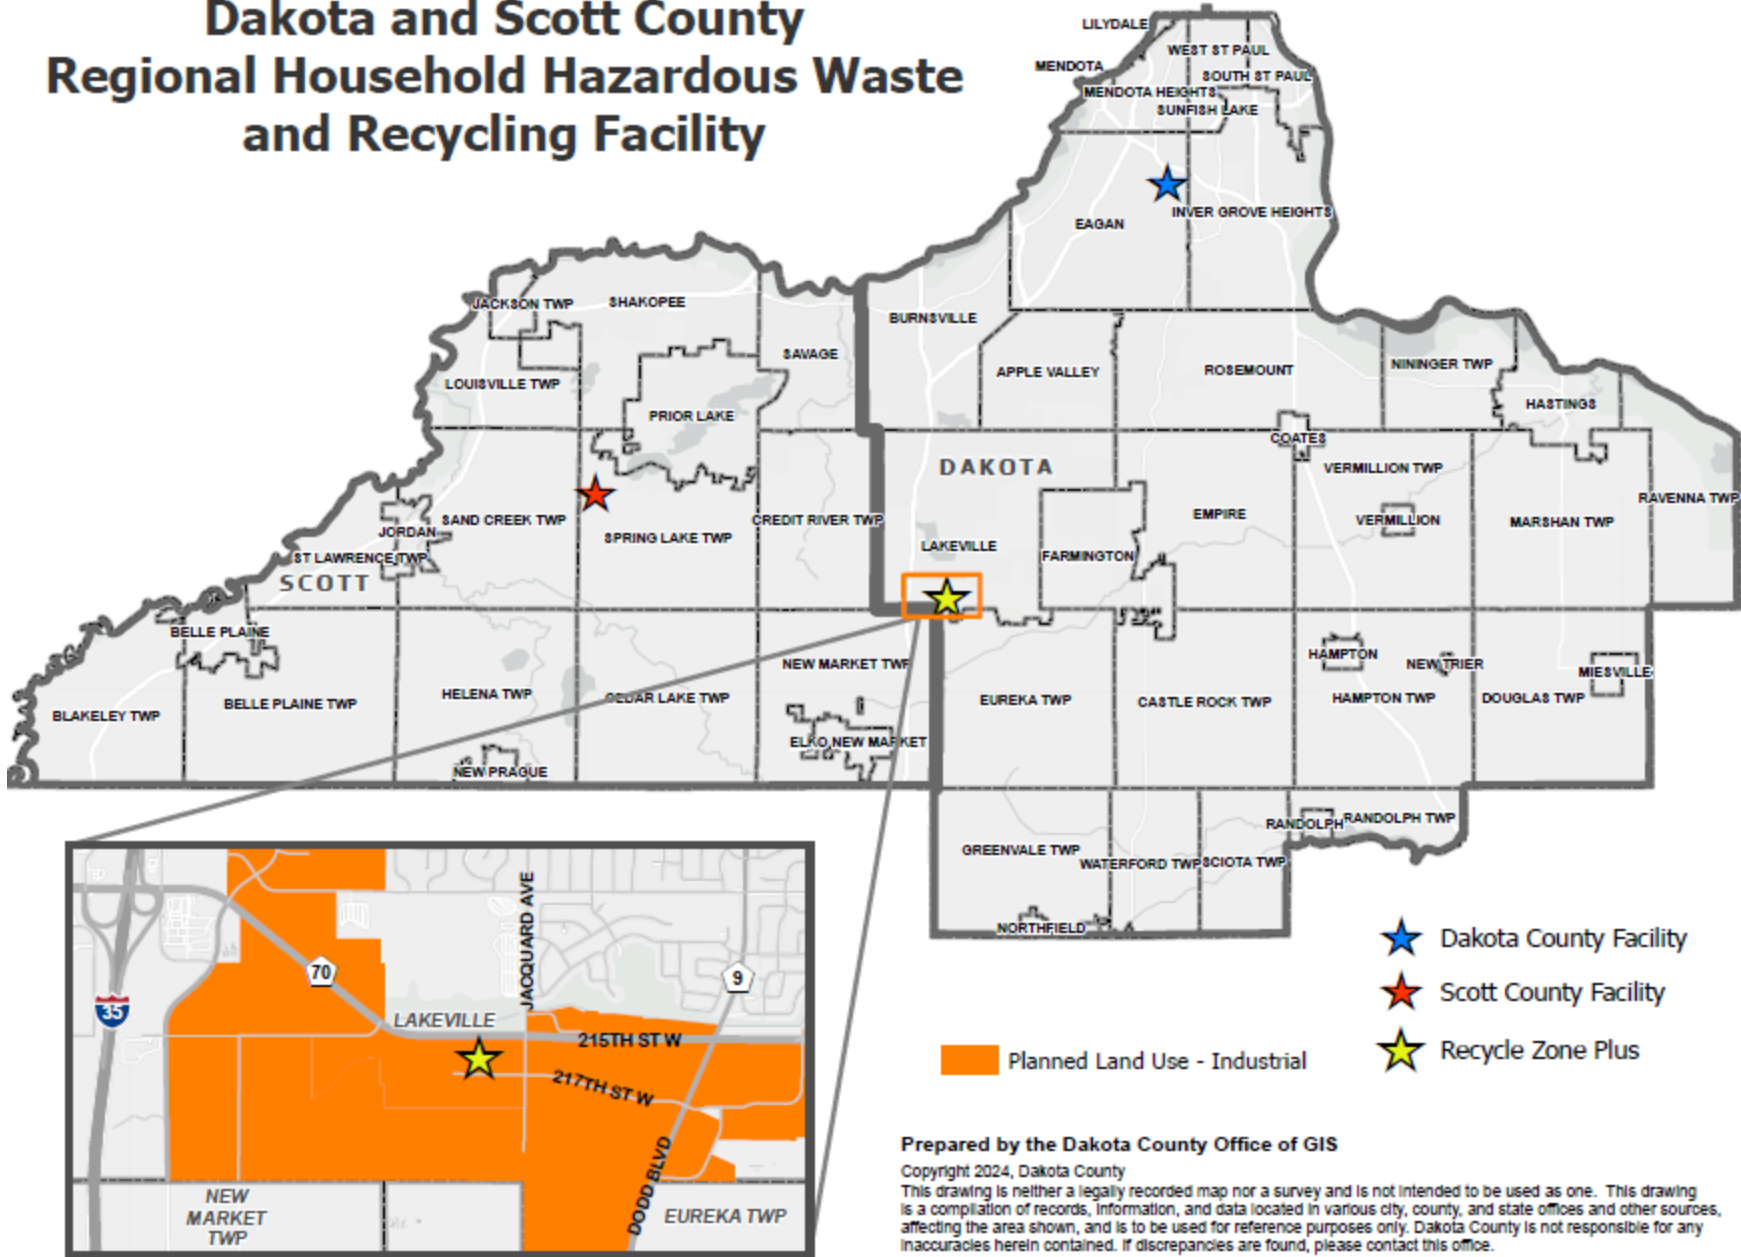 Dakota and Scott County
Regional Household Hazardous Waste
and Recycling Facility
LILYDALE
WEST ST PAUL
MENDOTA
SOUTH ST PAUL
MENDOTA HEIGHTS
SUNFISH LAKE
INVER GROVE HEIGHTS
EAGAN
JACKSON TWP
SHAKOPEE
BURNSVILLE
SAVAGE
NININGER TWP
APPLE VALLEY
ROSEMOUNT
LOUISVILLE TWP
HASTINGS
PRIOR LAKE
COATES
DAKOTA
VERMILLION TWP
RAVENNA TWP
EMPIRE
SAND CREEK TWP
CREDIT RIVER TWP
VERMILLION
MARSHAN TWP
JORDAN
SPRING LAKE TWP
LAKEVILLE
FARMINGTON
ST LAWRENCE TWP
SCOTT
BELLE PLAINE
HAMPTON
NEW MARKET TWP
NEW TRIER
MIESVILLE
HELENA TWP
CEDAR LAKE TWP
EUREKA TWP
CASTLE ROCK TWP
HAMPTON TWP
DOUGLAS TWP
BELLE PLAINE TWP
BLAKELEY TWP
ELKO NEW MARKET
NEW PRAGUE
RANDOLPH
RANDOLPH TWP
GREENVALE TWP
WATERFORD TWP
SCIOTA TWP
NORTHFIELD
JACQUARD AVE
70
9
35
LAKEVILLE
215TH ST W
217TH ST W
DODD BLVD
NEW
MARKET
TWP
EUREKA TWP
Dakota County Facility
Scott County Facility
Recycle Zone Plus
Planned Land Use - Industrial
Prepared by the Dakota County Office of GIS
Copyright 2024, Dakota County
This drawing is neither a legally recorded map nor a survey and is not intended to be used as one. This drawing
is a compilation of records, information, and data located in various city, county, and state offices and other sources,
affecting the area shown, and is to be used for reference purposes only. Dakota County is not responsible for any
inaccuracies herein contained. If discrepancies are found, please contact this office.